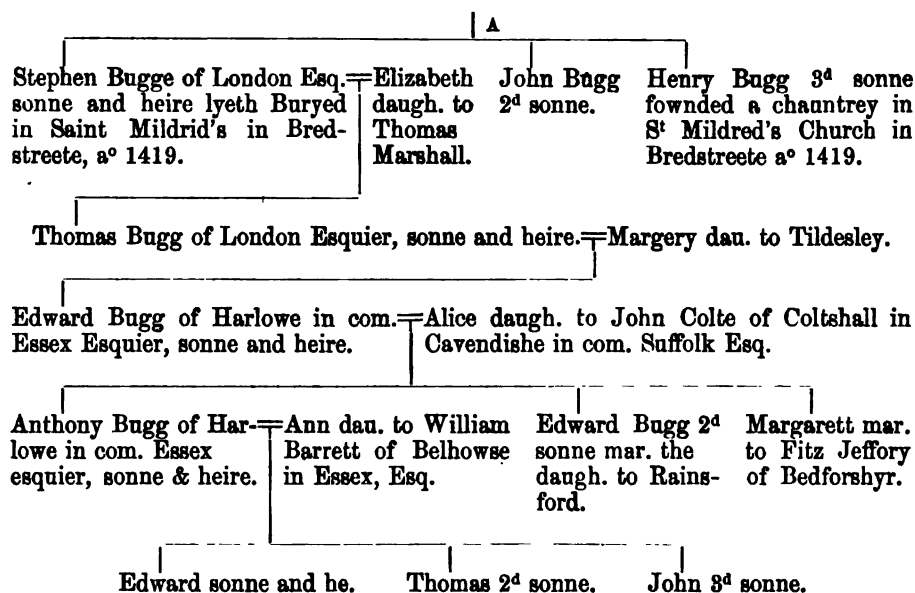 A
Stephen Bugge of London Esq.
sonne and heire lyeth Buryed
in Saint Mildrid's in Bred-
streete, aº 1419.
Elizabeth
daugh. to
Thomas
Marshall.
John Bugg
2ᵈ sonne.
Henry Bugg 3ᵈ sonne
fownded a chauntrey in
Sᵗ Mildred's Church in
Bredstreete aº 1419.
Thomas Bugg of London Esquier, sonne and heire.
Margery dau. to Tildesley.
Edward Bugg of Harlowe in com.
Essex Esquier, sonne and heire.
Alice daugh. to John Colte of Coltshall in
Cavendishe in com. Suffolk Esq.
Anthony Bugg of Har-
lowe in com. Essex
esquier, sonne & heire.
Ann dau. to William
Barrett of Belhowse
in Essex, Esq.
Edward Bugg 2ᵈ
sonne mar. the
daugh. to Rains-
ford.
Margarett mar.
to Fitz Jeffory
of Bedforshyr.
Edward sonne and he.
Thomas 2ᵈ sonne.
John 3ᵈ sonne.